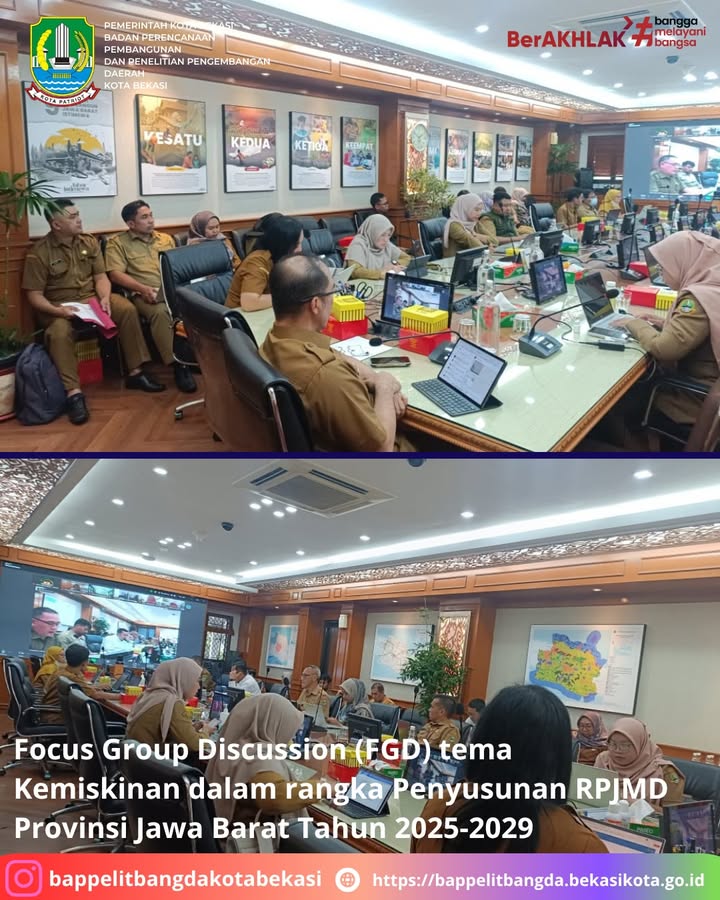 PEMERINTAH KOTA BEKASI
BADAN PERENCANAAN
PEMBANGUNAN
DAN PENELITIAN PENGEMBANGAN
DAERAH
KOTA BEKASI
KOTA PATRIOT
BerAKHLAK
#bangga
melayani
bangsa
KESATU
KEDUA
KETIGA
KEEMPAT
Focus Group Discussion (FGD) tema
Kemiskinan dalam rangka Penyusunan RPJMD
Provinsi Jawa Barat Tahun 2025-2029
bappelitbangdakotabekasi
https://bappelitbangda.bekasikota.go.id